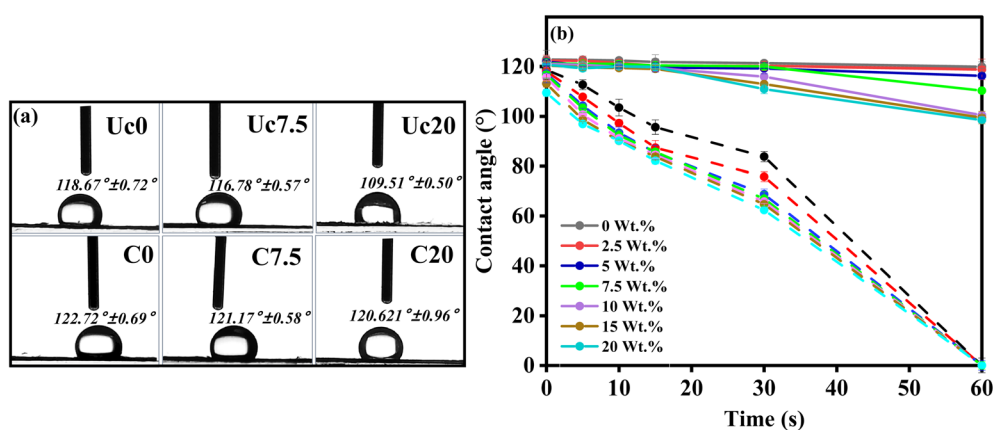 (a)
Uc0
Uc7.5
Uc20
118.67°±0.72°
116.78°±0.57°
109.51°±0.50°
C0
C7.5
C20
122.72°±0.69°
121.17°±0.58°
120.621°±0.96°
(b)
Contact angle (°)
120
100
80
60
40
20
0
0 Wt.%
2.5 Wt.%
5 Wt.%
7.5 Wt.%
10 Wt.%
15 Wt.%
20 Wt.%
0 10 20 30 40 50 60
Time (s)